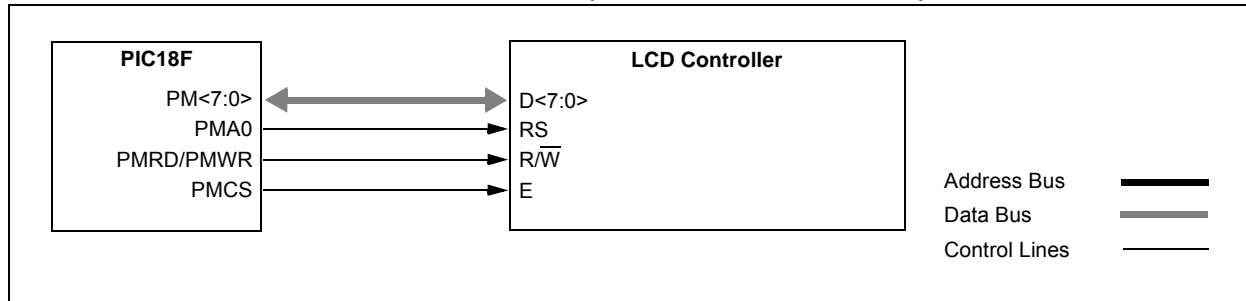 PIC18F
PM<7:0>
PMA0
PMRD/PMWR
PMCS
LCD Controller
D<7:0>
RS
R/W̅
E
Address Bus
Data Bus
Control Lines